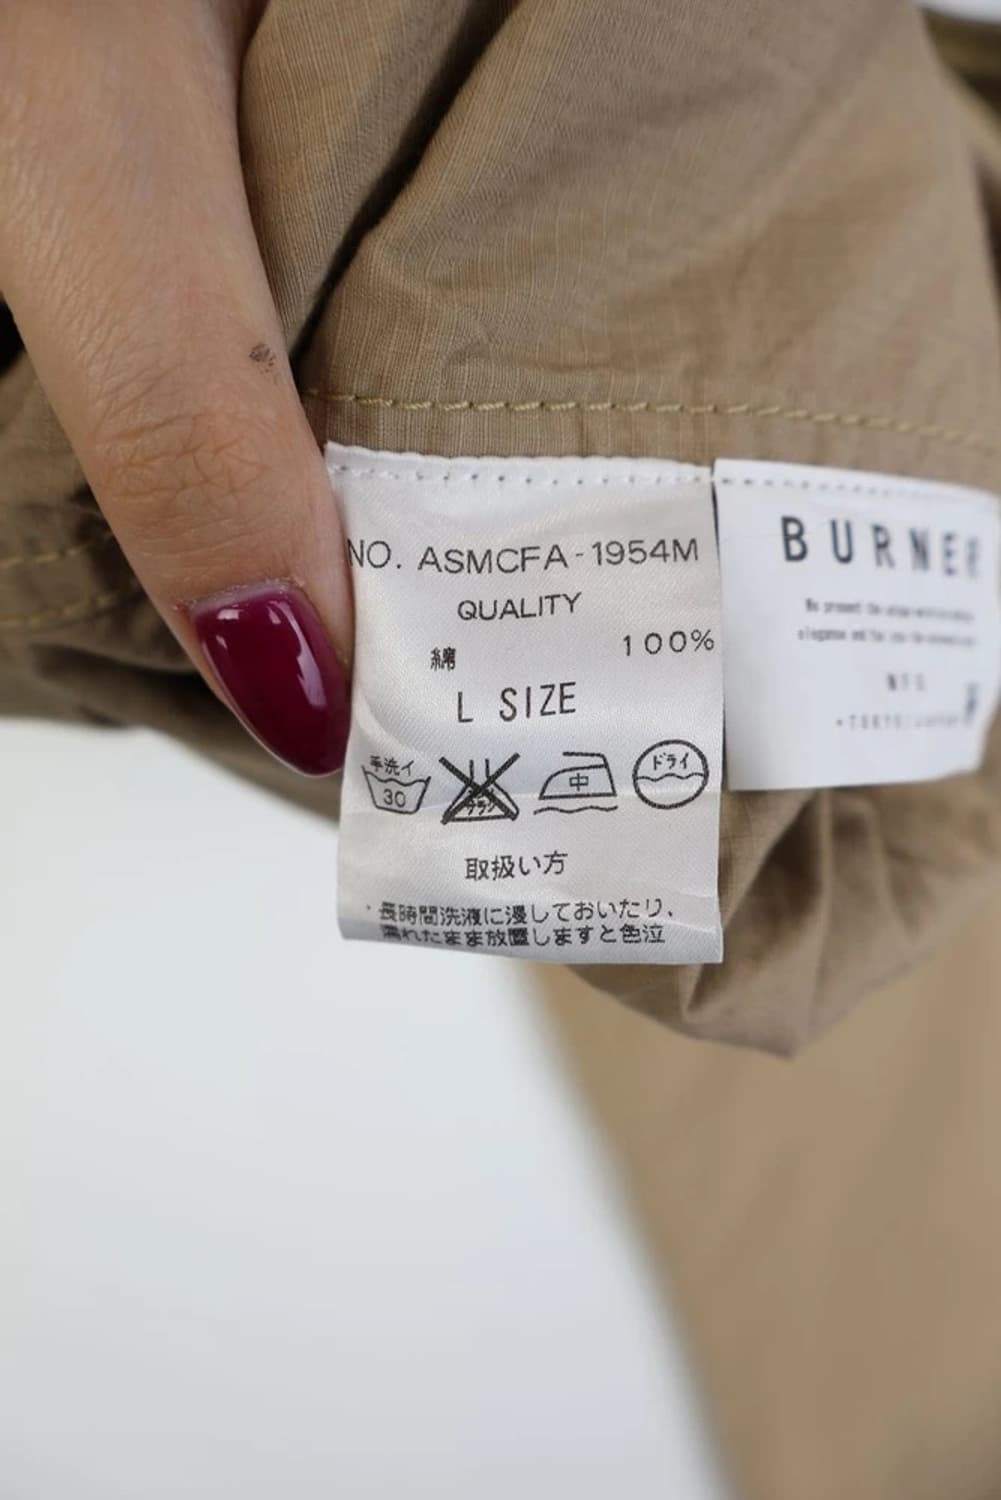 NO. ASMCFA-1954M
QUALITY
綿 100%
L SIZE
手洗イ 30
中
ドライ
取扱い方
・長時間洗液に浸しておいたり、
濡れたまま放置しますと色泣
BURNER